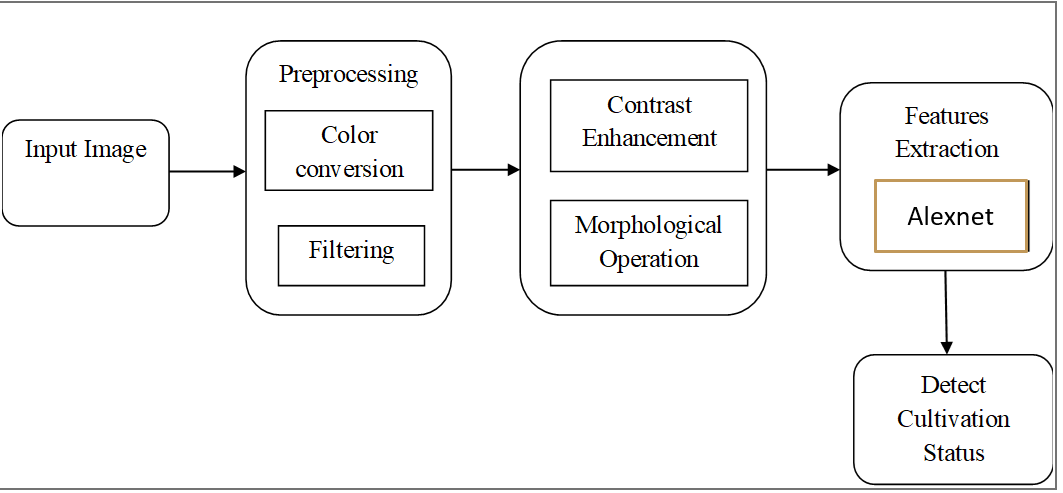 Input Image
Preprocessing
Color
conversion
Filtering
Contrast
Enhancement
Morphological
Operation
Features
Extraction
Alexnet
Detect
Cultivation
Status